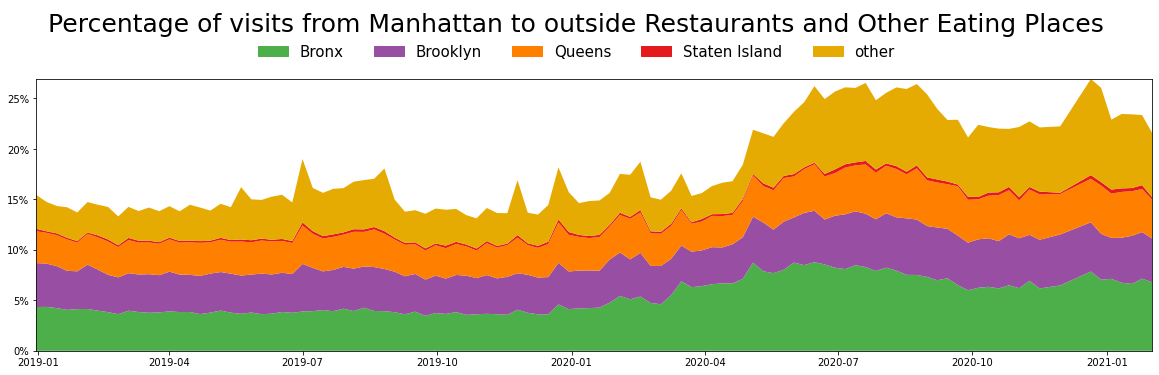 Percentage of visits from Manhattan to outside Restaurants and Other Eating Places
Bronx Brooklyn Queens Staten Island other
25%
20%
15%
10%
5%
0%
2019-01 2019-04 2019-07 2019-10 2020-01 2020-04 2020-07 2020-10 2021-01